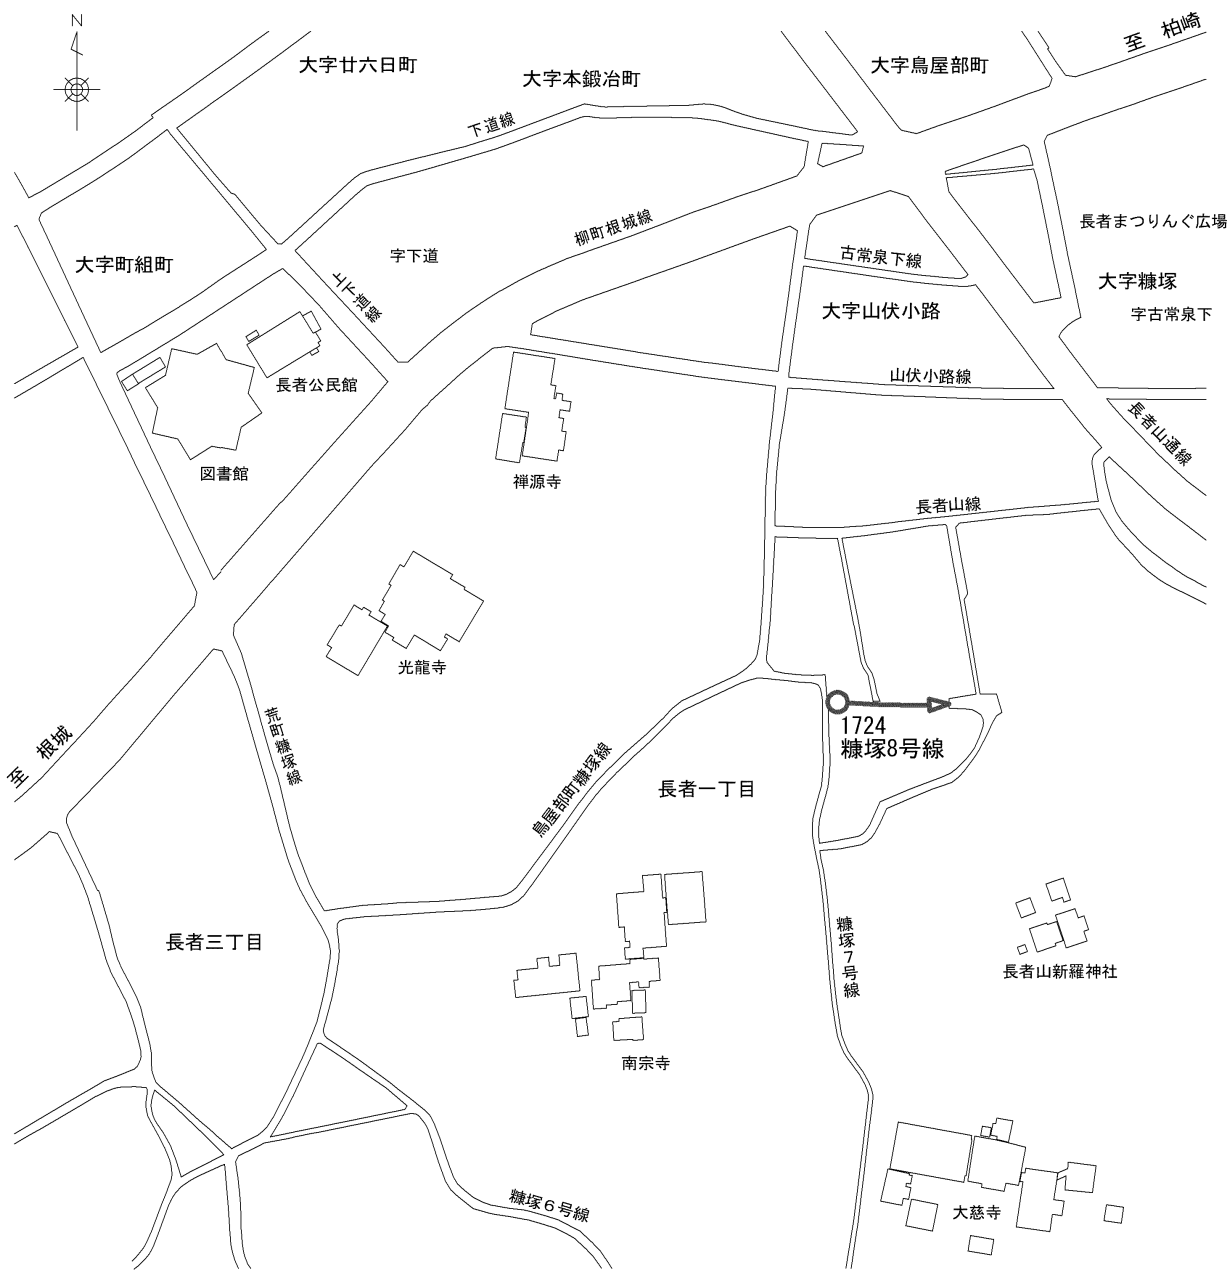 N
至 柏崎
大字廿六日町
大字本鍛冶町
大字鳥屋部町
下道線
長者まつりんぐ広場
柳町根城線
字下道
古常泉下線
大字町組町
大字糠塚
上下道線
大字山伏小路
字古常泉下
長者公民館
山伏小路線
長者山通線
図書館
禅源寺
長者山線
光龍寺
荒町糠塚線
至 根城
1724
糠塚8号線
鳥屋部町糠塚線
長者一丁目
長者三丁目
糠塚7号線
長者山新羅神社
南宗寺
糠塚6号線
大慈寺